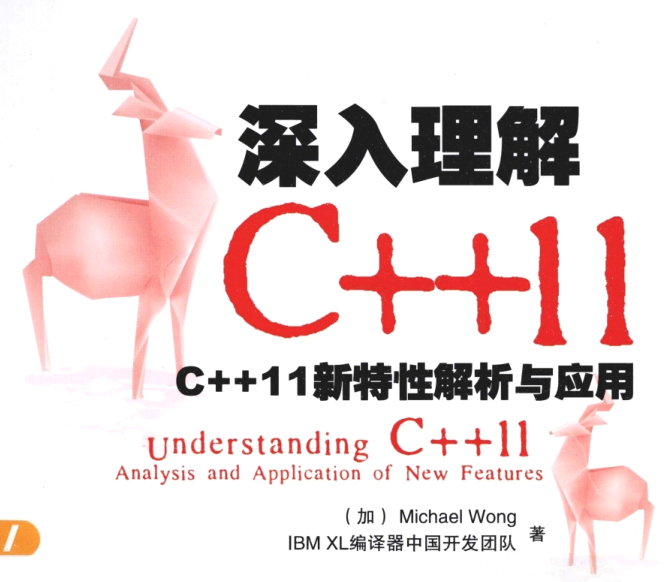 深入理解
C++11
C++11新特性解析与应用
Understanding C++11
Analysis and Application of New Features
（加）Michael Wong
IBM XL编译器中国开发团队 著